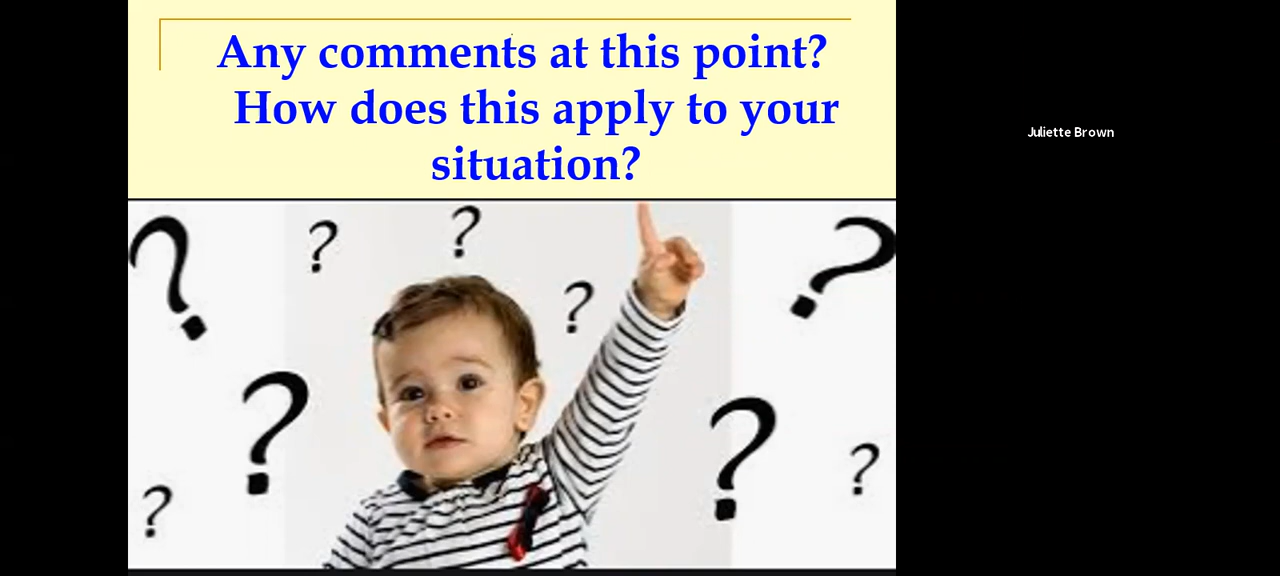 Any comments at this point?
How does this apply to your
situation?
Juliette Brown
? ? ? ? ? ? ? ? ?